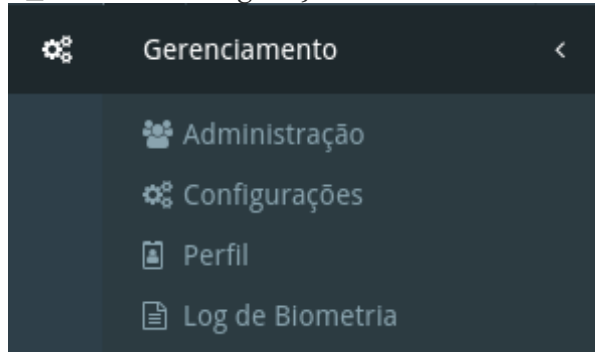 Gerenciamento
Administração
Configurações
Perfil
Log de Biometria